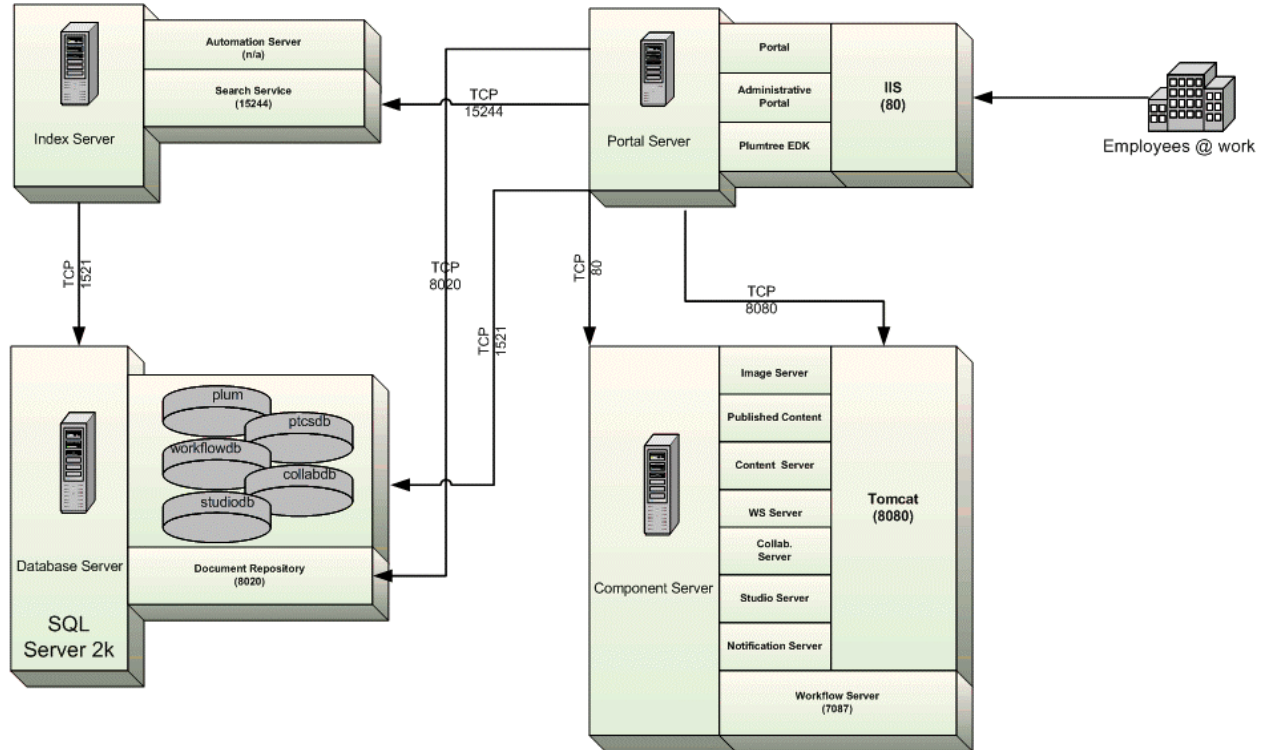 Automation Server
(n/a)
Search Service
(15244)
Index Server
TCP
15244
Portal Server
Portal
Administrative
Portal
Plumtree EDK
IIS
(80)
Employees @ work
TCP
1521
TCP
8020
TCP
1521
TCP
80
TCP
8080
plum
ptcsdb
workflowdb
collabdb
studiodb
Database Server
SQL
Server 2k
Document Repository
(8020)
Component Server
Image Server
Published Content
Content Server
WS Server
Collab.
Server
Studio Server
Notification Server
Tomcat
(8080)
Workflow Server
(7087)